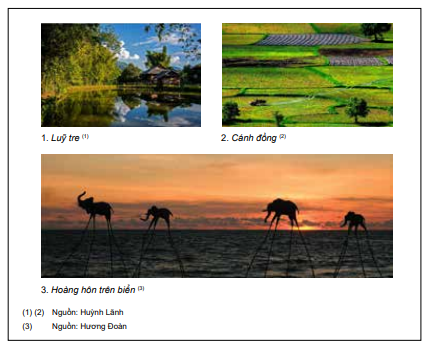 1. Luỹ tre (1)
2. Cánh đồng (2)
3. Hoàng hôn trên biển (3)
(1) (2) Nguồn: Huỳnh Lãnh
(3) Nguồn: Hương Đoàn